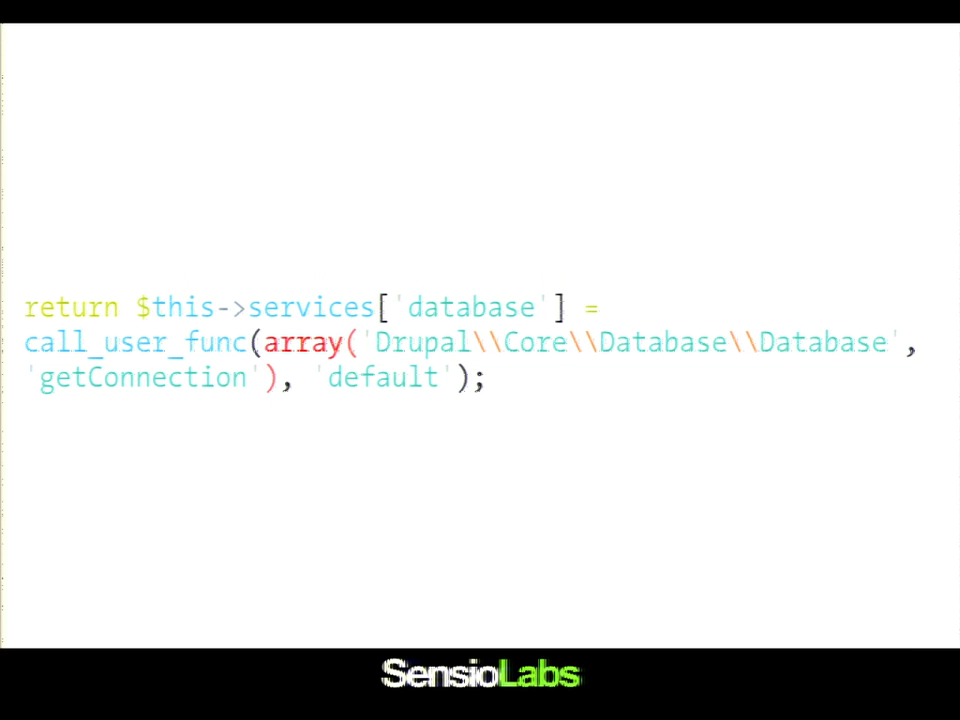 return $this->services['database'] =
call_user_func(array('Drupal\\Core\\Database\\Database',
'getConnection'), 'default');
SensioLabs